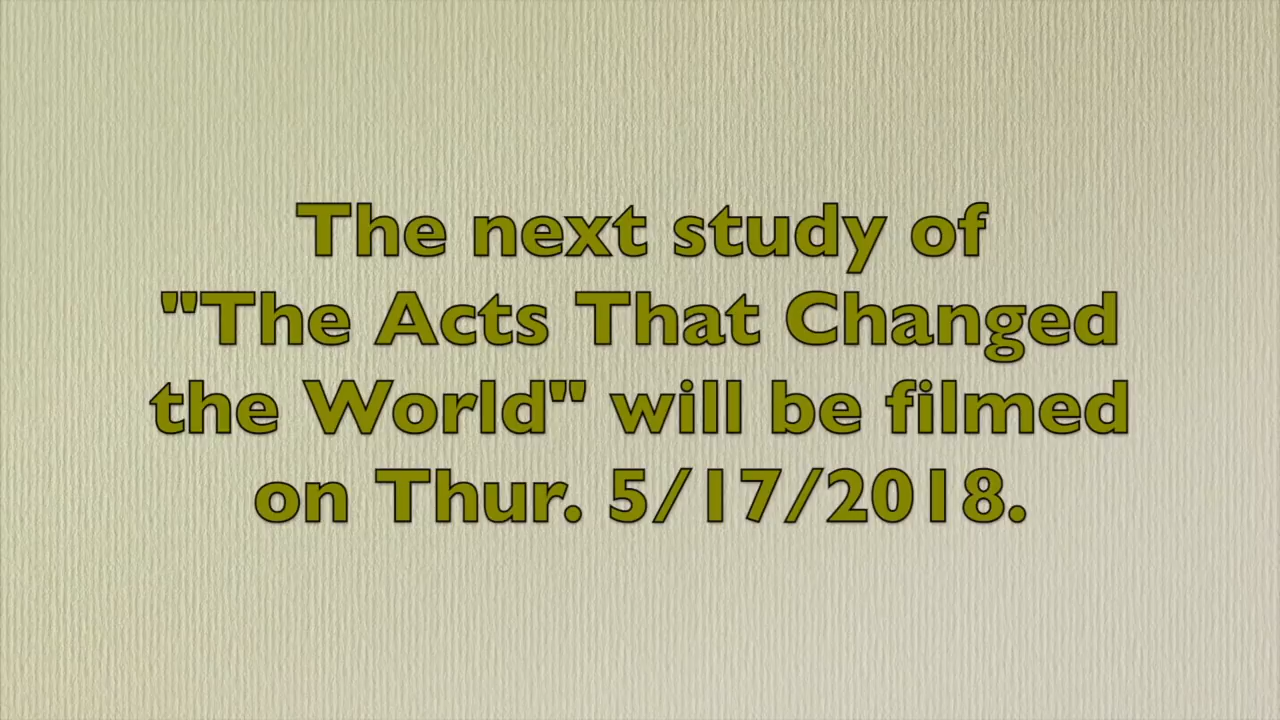 The next study of
"The Acts That Changed
the World" will be filmed
on Thur. 5/17/2018.